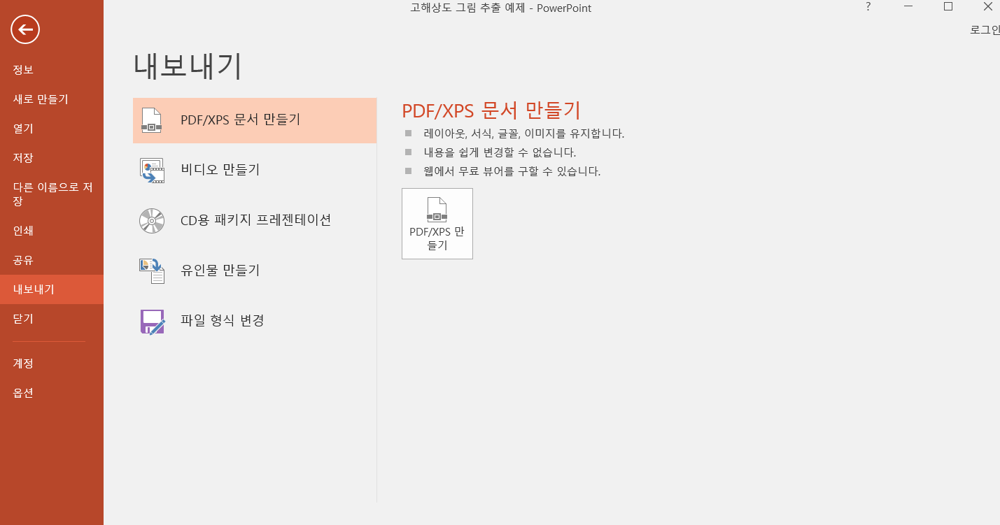 고해상도 그림 추출 예제 - PowerPoint
?
로그인
정보
새로 만들기
열기
저장
다른 이름으로 저
장
인쇄
공유
내보내기
닫기
계정
옵션
내보내기
PDF/XPS 문서 만들기
비디오 만들기
CD용 패키지 프레젠테이션
유인물 만들기
파일 형식 변경
PDF/XPS 문서 만들기
레이아웃, 서식, 글꼴, 이미지를 유지합니다.
내용을 쉽게 변경할 수 없습니다.
웹에서 무료 뷰어를 구할 수 있습니다.
PDF/XPS 만
들기